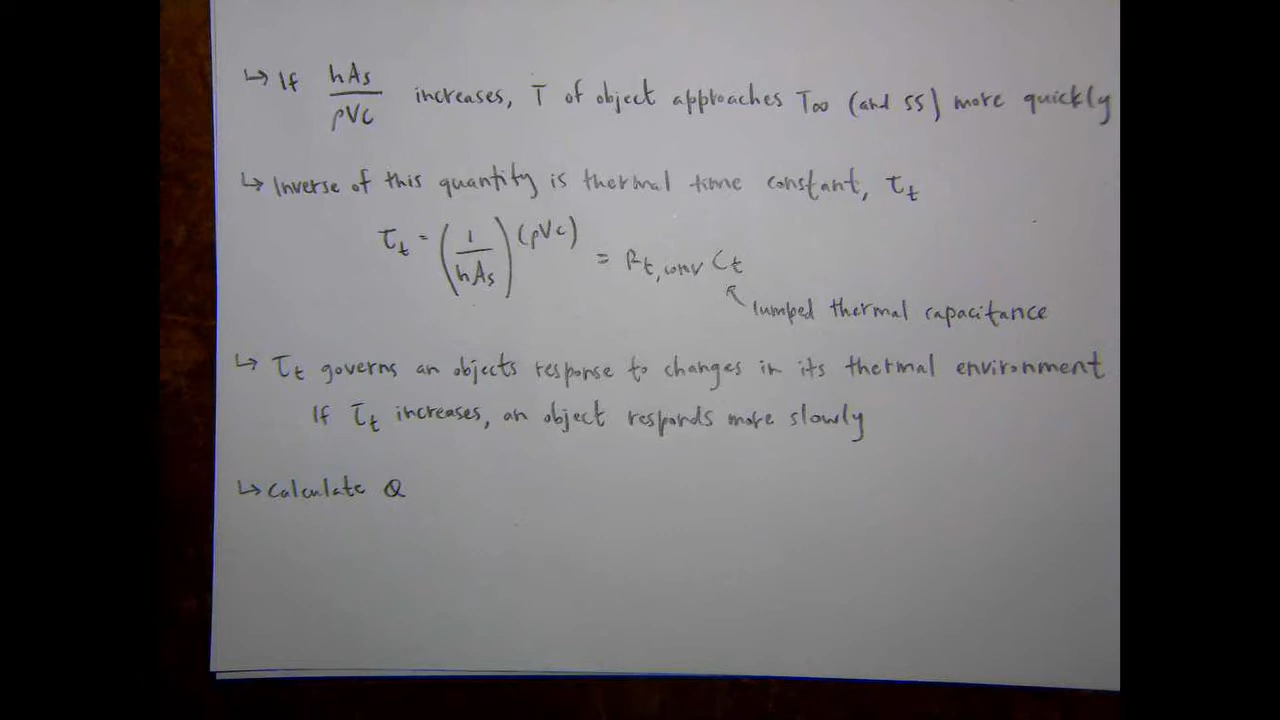 ↳ If hAs/ρVc increases, T of object approaches T∞ (and SS) more quickly
↳ Inverse of this quantity is thermal time constant, τt
τt = (1/hAs)(ρVc) = Rt,conv Ct
lumped thermal capacitance
↳ τt governs an objects response to changes in its thermal environment
If τt increases, an object responds more slowly
↳ Calculate Q